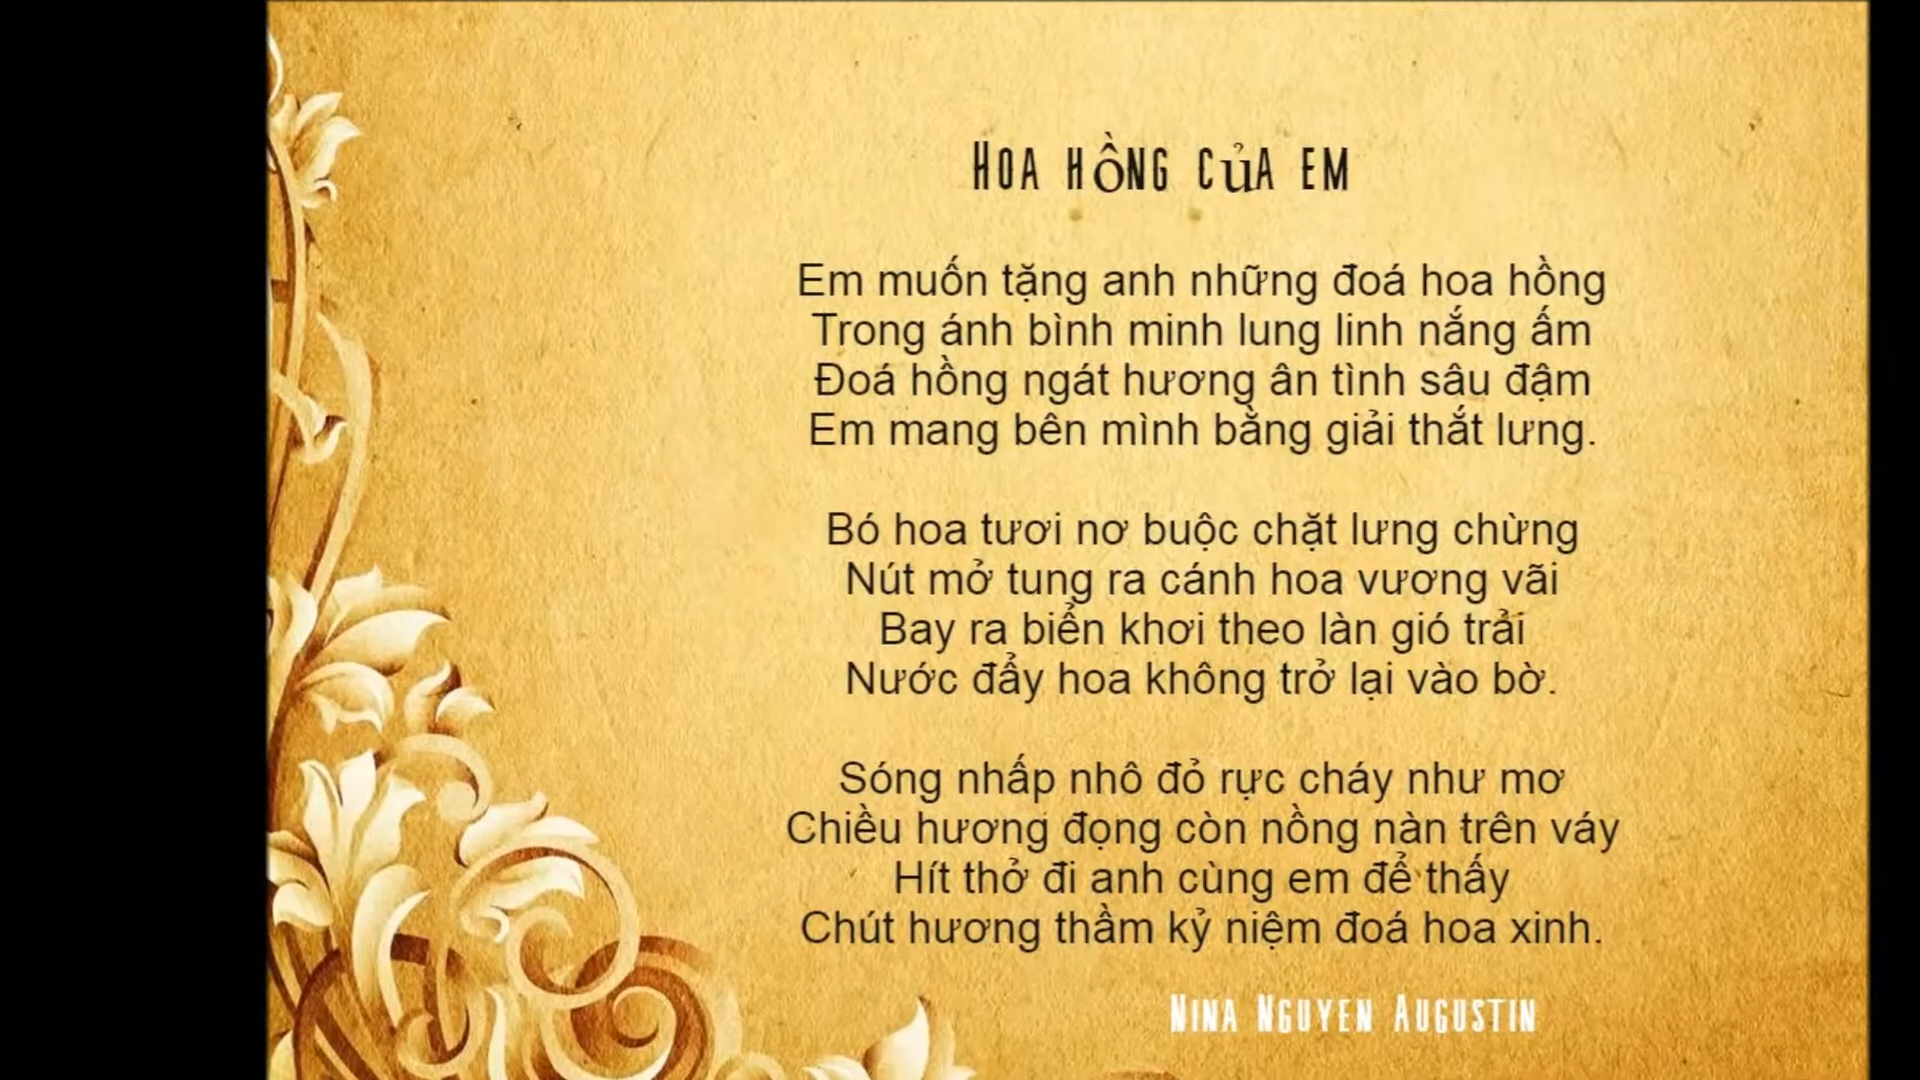 Hoa hồng của em
Em muốn tặng anh những đoá hoa hồng
Trong ánh bình minh lung linh nắng ấm
Đoá hồng ngát hương ân tình sâu đậm
Em mang bên mình bằng giải thắt lưng.
Bó hoa tươi nơ buộc chặt lưng chừng
Nút mở tung ra cánh hoa vương vãi
Bay ra biển khơi theo làn gió trải
Nước đẩy hoa không trở lại vào bờ.
Sóng nhấp nhô đỏ rực cháy như mơ
Chiều hương đọng còn nồng nàn trên váy
Hít thở đi anh cùng em để thấy
Chút hương thầm kỷ niệm đoá hoa xinh.
Nina Nguyen Augustin